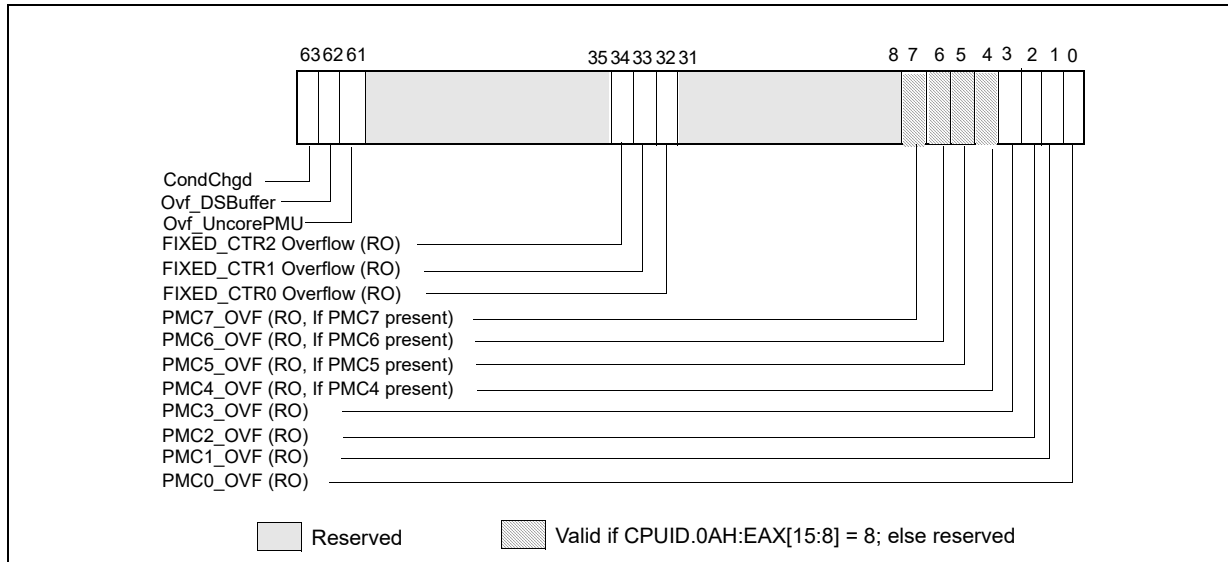 63 62 61 35 34 33 32 31 8 7 6 5 4 3 2 1 0
CondChgd
Ovf_DSBuffer
Ovf_UncorePMU
FIXED_CTR2 Overflow (RO)
FIXED_CTR1 Overflow (RO)
FIXED_CTR0 Overflow (RO)
PMC7_OVF (RO, If PMC7 present)
PMC6_OVF (RO, If PMC6 present)
PMC5_OVF (RO, If PMC5 present)
PMC4_OVF (RO, If PMC4 present)
PMC3_OVF (RO)
PMC2_OVF (RO)
PMC1_OVF (RO)
PMC0_OVF (RO)
Reserved Valid if CPUID.0AH:EAX[15:8] = 8; else reserved